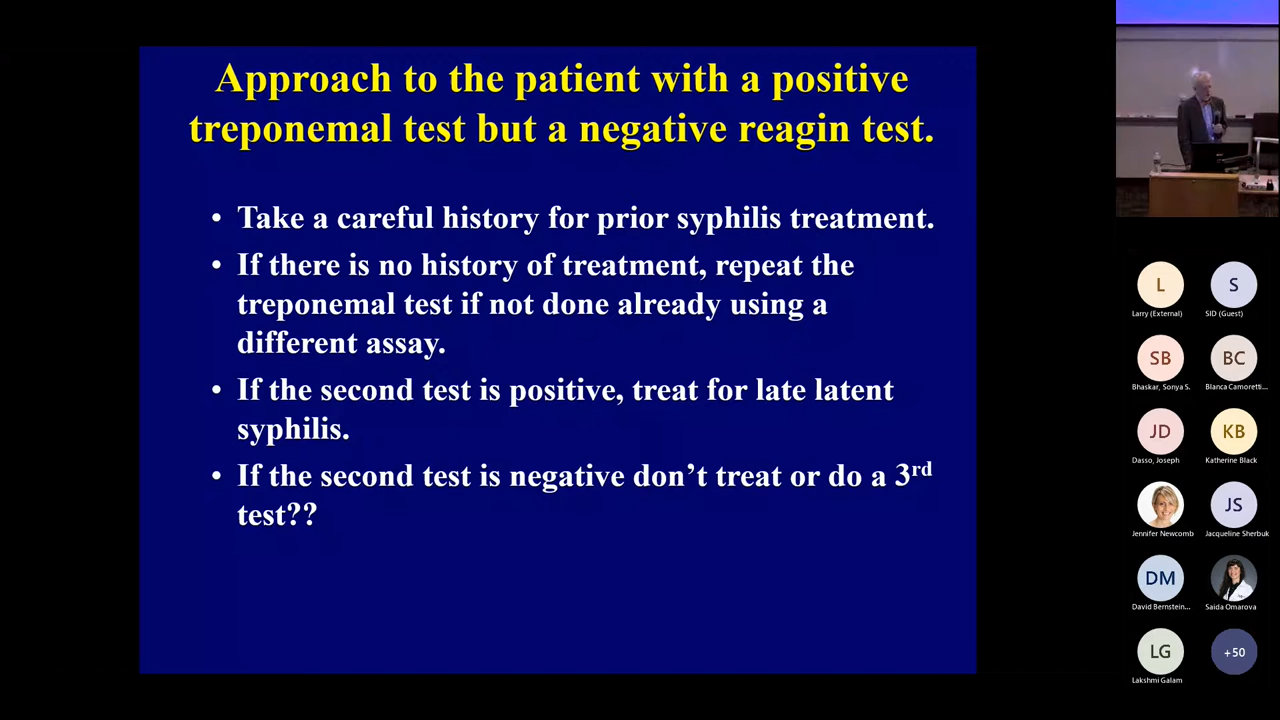 Approach to the patient with a positive
treponemal test but a negative reagin test.
• Take a careful history for prior syphilis treatment.
• If there is no history of treatment, repeat the
treponemal test if not done already using a
different assay.
• If the second test is positive, treat for late latent
syphilis.
• If the second test is negative don't treat or do a 3rd
test??
L
S
Larry (External)
SID (Guest)
SB
BC
Bhaskar, Sonya S.
Blanca Camoretti...
JD
KB
Dasso, Joseph
Katherine Black
JS
Jennifer Newcomb
Jacqueline Sherbuk
DM
David Bernstein...
Saida Omarova
LG
+50
Lakshmi Galam